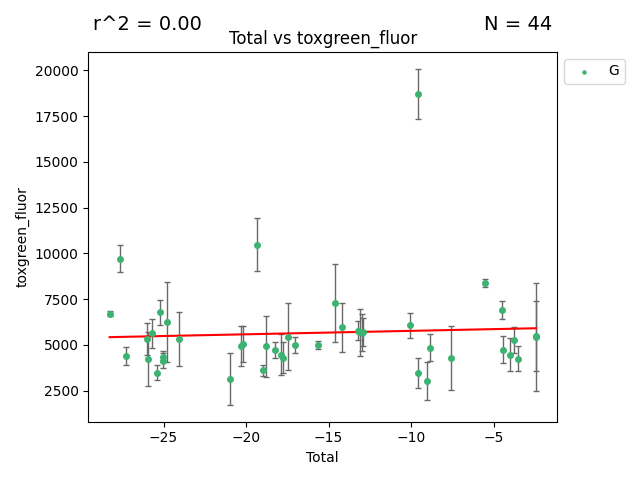 r^2 = 0.00
N = 44
Total vs toxgreen_fluor
G
20000
17500
15000
12500
10000
7500
5000
2500
toxgreen_fluor
−25
−20
−15
−10
−5
Total